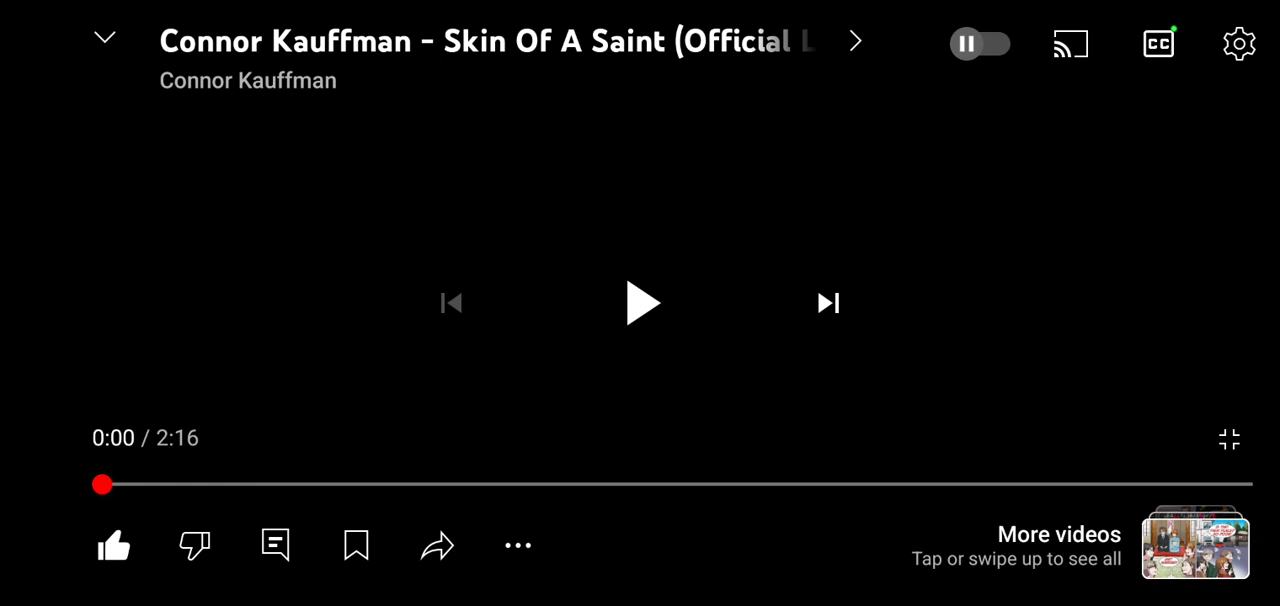 Connor Kauffman - Skin Of A Saint (Official L
Connor Kauffman
CC
0:00 / 2:16
More videos
Tap or swipe up to see all